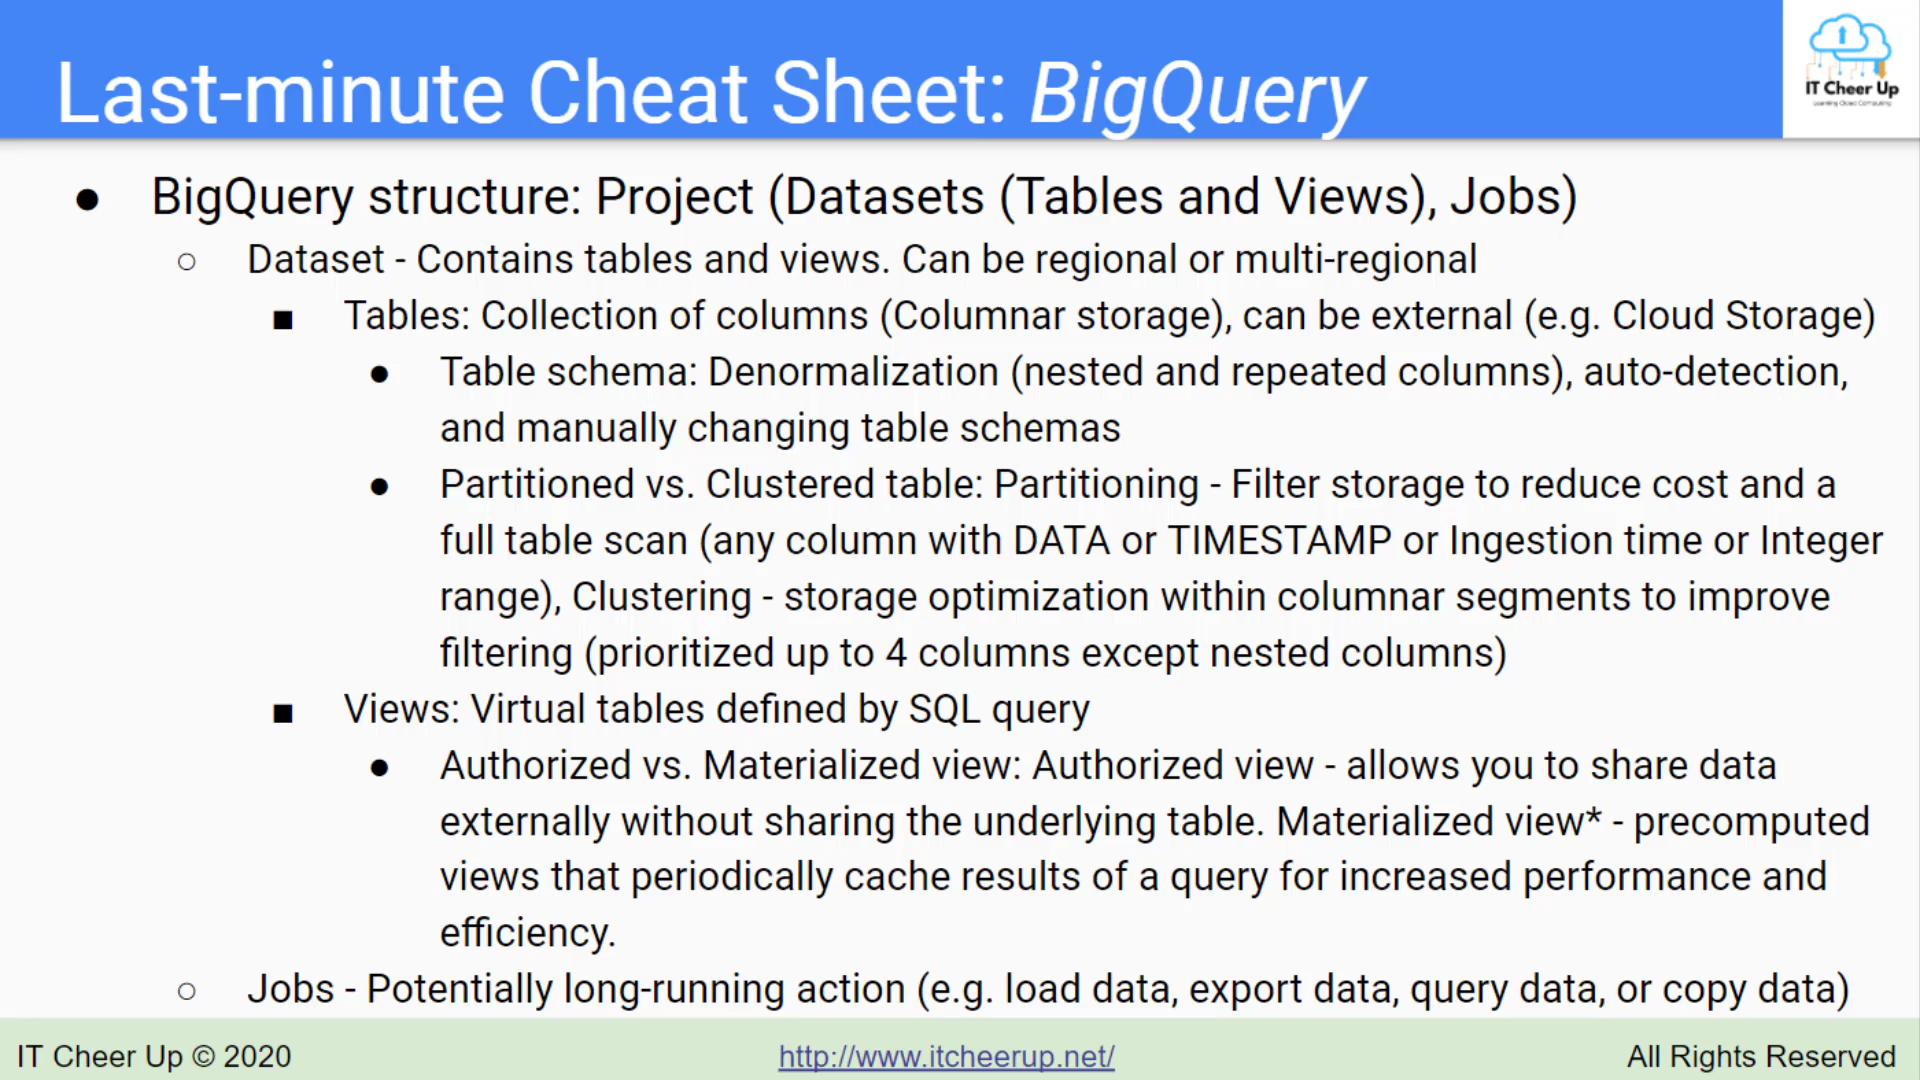 Last-minute Cheat Sheet: BigQuery
IT Cheer Up
Learning Cloud Computing
● BigQuery structure: Project (Datasets (Tables and Views), Jobs)
○ Dataset - Contains tables and views. Can be regional or multi-regional
■ Tables: Collection of columns (Columnar storage), can be external (e.g. Cloud Storage)
● Table schema: Denormalization (nested and repeated columns), auto-detection,
and manually changing table schemas
● Partitioned vs. Clustered table: Partitioning - Filter storage to reduce cost and a
full table scan (any column with DATA or TIMESTAMP or Ingestion time or Integer
range), Clustering - storage optimization within columnar segments to improve
filtering (prioritized up to 4 columns except nested columns)
■ Views: Virtual tables defined by SQL query
● Authorized vs. Materialized view: Authorized view - allows you to share data
externally without sharing the underlying table. Materialized view* - precomputed
views that periodically cache results of a query for increased performance and
efficiency.
○ Jobs - Potentially long-running action (e.g. load data, export data, query data, or copy data)
IT Cheer Up © 2020
http://www.itcheerup.net/
All Rights Reserved